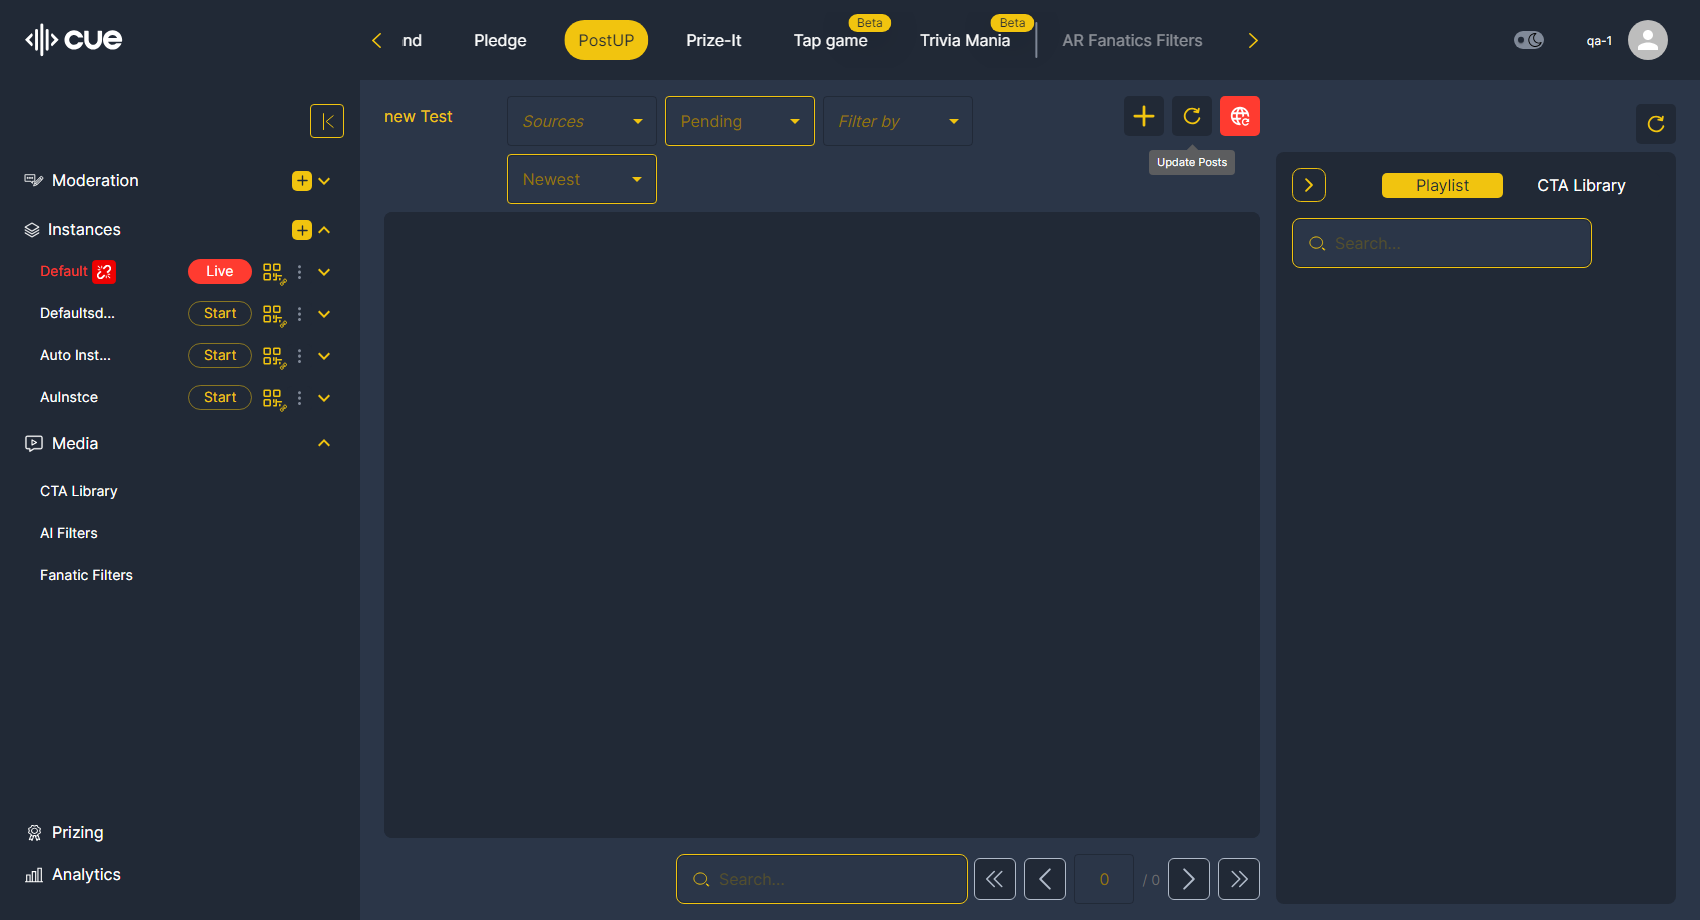 cue
nd
Pledge
PostUP
Prize-It
Tap game
Beta
Trivia Mania
Beta
AR Fanatics Filters
qa-1
Moderation
Instances
Default
Live
Defaultsd...
Start
Auto Inst...
Start
AuInstce
Start
Media
CTA Library
AI Filters
Fanatic Filters
Prizing
Analytics
new Test
Sources
Pending
Filter by
Newest
Update Posts
Search...
0
/ 0
Playlist
CTA Library
Search...